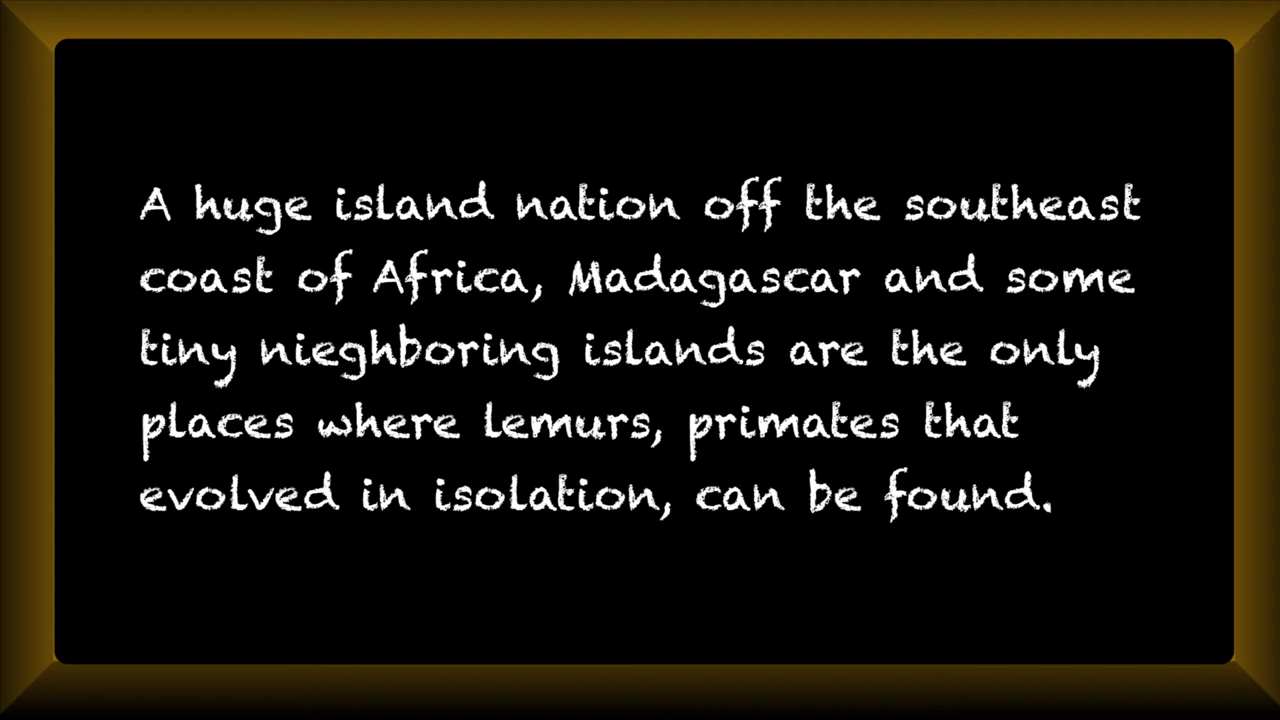 A huge island nation off the southeast
coast of Africa, Madagascar and some
tiny nieghboring islands are the only
places where lemurs, primates that
evolved in isolation, can be found.